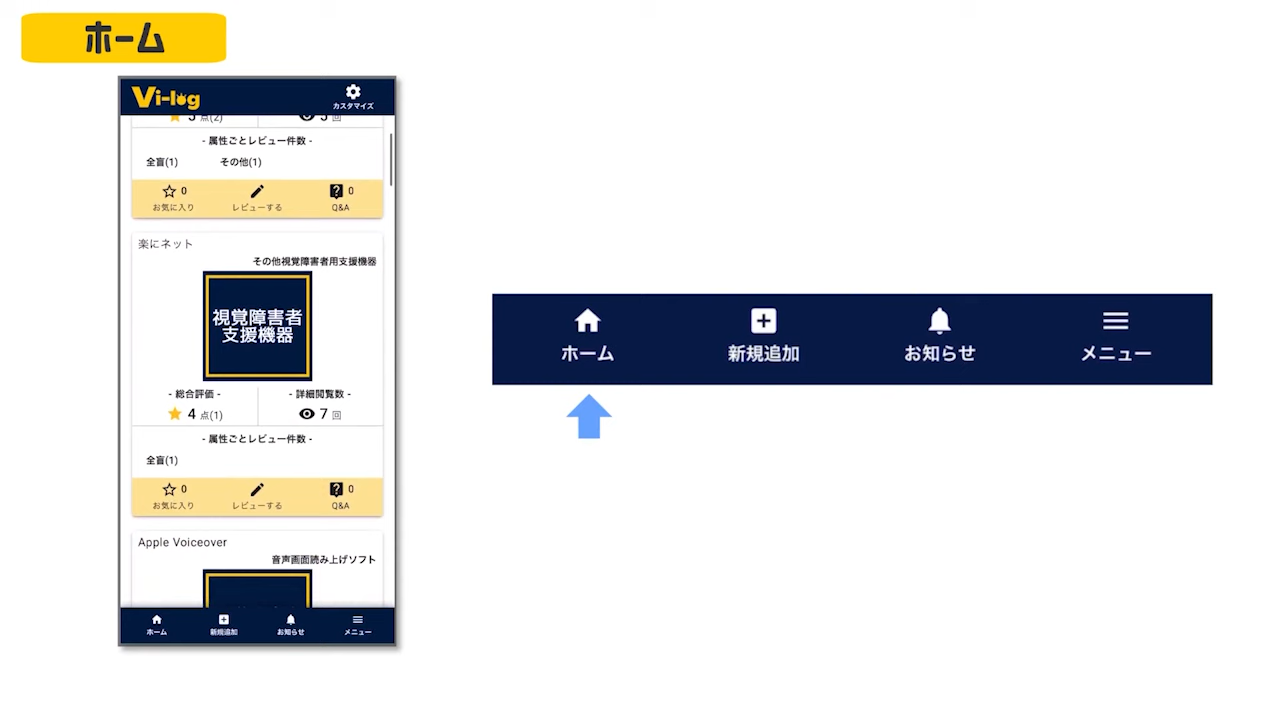 ホーム
Vi-log
カスタマイズ
5 点(2)
5 回
- 属性ごとレビュー件数 -
全盲(1) その他(1)
0 0
お気に入り レビューする Q&A
楽にネット
その他視覚障害者用支援機器
視覚障害者
支援機器
- 総合評価 - - 詳細閲覧数 -
4 点(1) 7 回
- 属性ごとレビュー件数 -
全盲(1)
0 0
お気に入り レビューする Q&A
Apple Voiceover
音声画面読み上げソフト
ホーム 新規追加 お知らせ メニュー
ホーム 新規追加 お知らせ メニュー